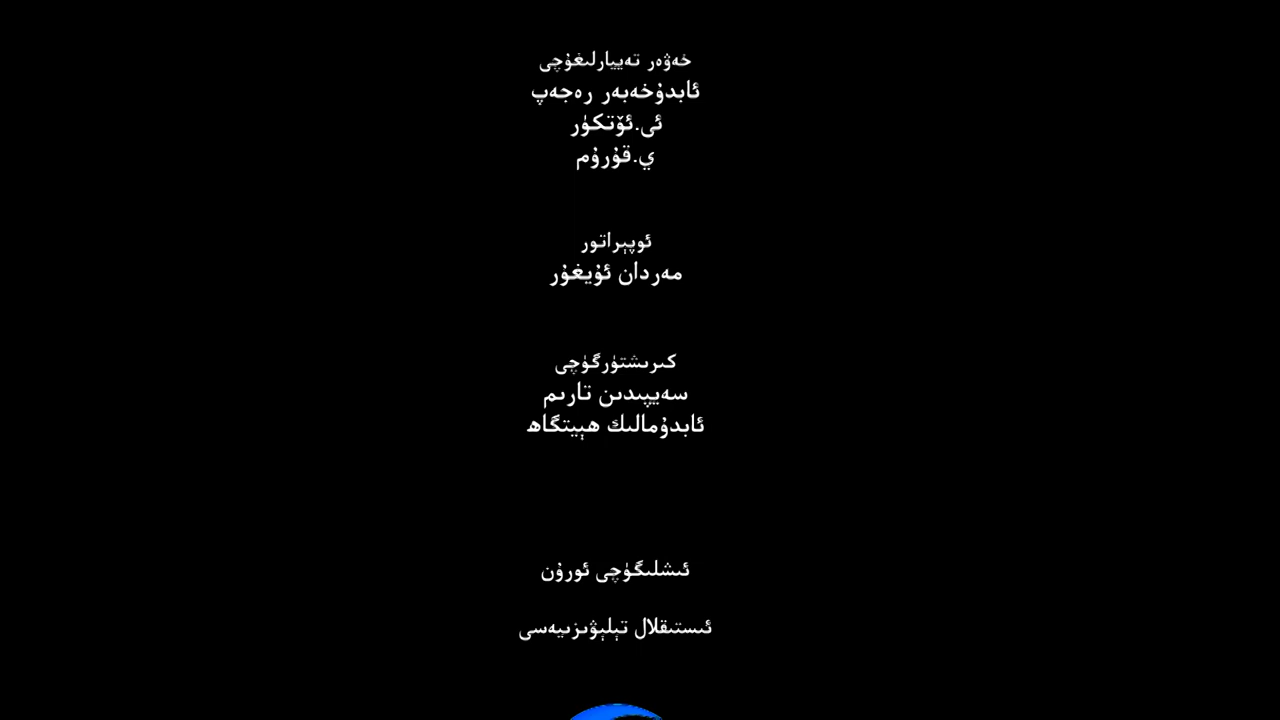 خەۋەر تەييارلىغۇچى
ئابدۇخەبەر رەجەپ
ئى.ئۆتكۈر
ي.قۇرۇم
ئوپېراتور
مەردان ئۇيغۇر
كىرىشتۈرگۈچى
سەيپىدىن تارىم
ئابدۇمالىك ھېيتگاھ
ئىشلىگۈچى ئورۇن
ئىستىقلال تېلېۋىزىيەسى